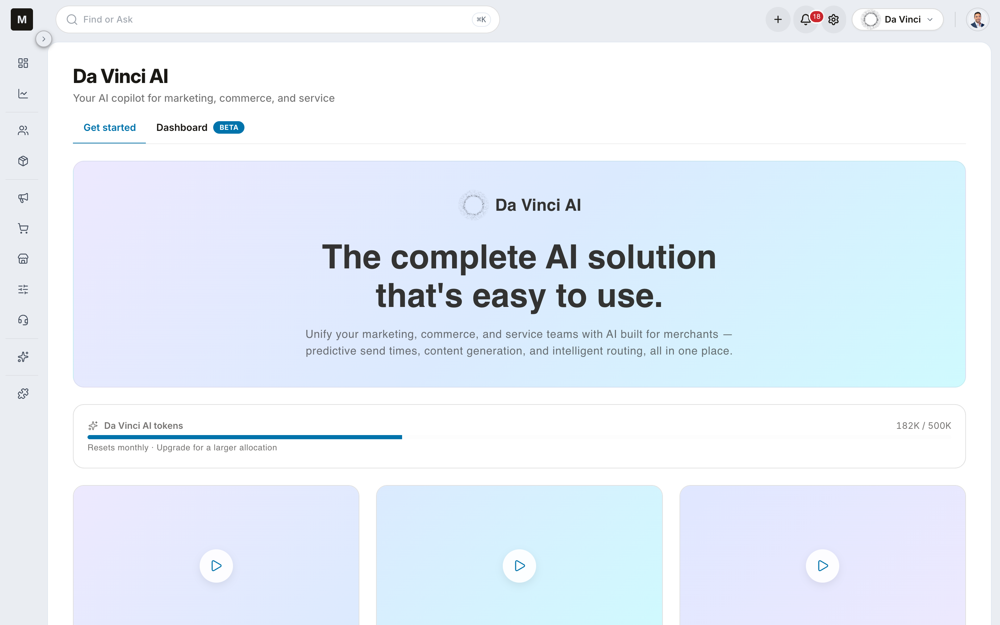 M
Find or Ask
⌘K
18
Da Vinci
Da Vinci AI
Your AI copilot for marketing, commerce, and service
Get started
Dashboard BETA
Da Vinci AI
The complete AI solution
that's easy to use.
Unify your marketing, commerce, and service teams with AI built for merchants —
predictive send times, content generation, and intelligent routing, all in one place.
Da Vinci AI tokens
182K / 500K
Resets monthly · Upgrade for a larger allocation